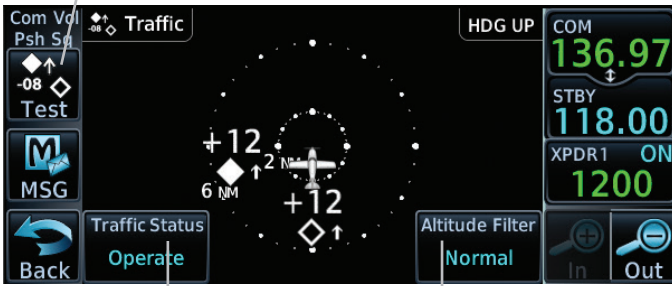 Com Vol
Psh Sq
-08
Test
MSG
Back
-08
Traffic
HDG UP
+12
2 NM
6 NM
+12
Traffic Status
Operate
Altitude Filter
Normal
COM
136.97
STBY
118.00
XPDR1 ON
1200
In
Out